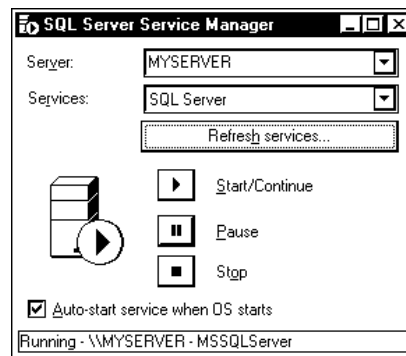 SQL Server Service Manager
Server: MYSERVER
Services: SQL Server
Refresh services...
Start/Continue
Pause
Stop
Auto-start service when OS starts
Running - \\MYSERVER - MSSQLServer